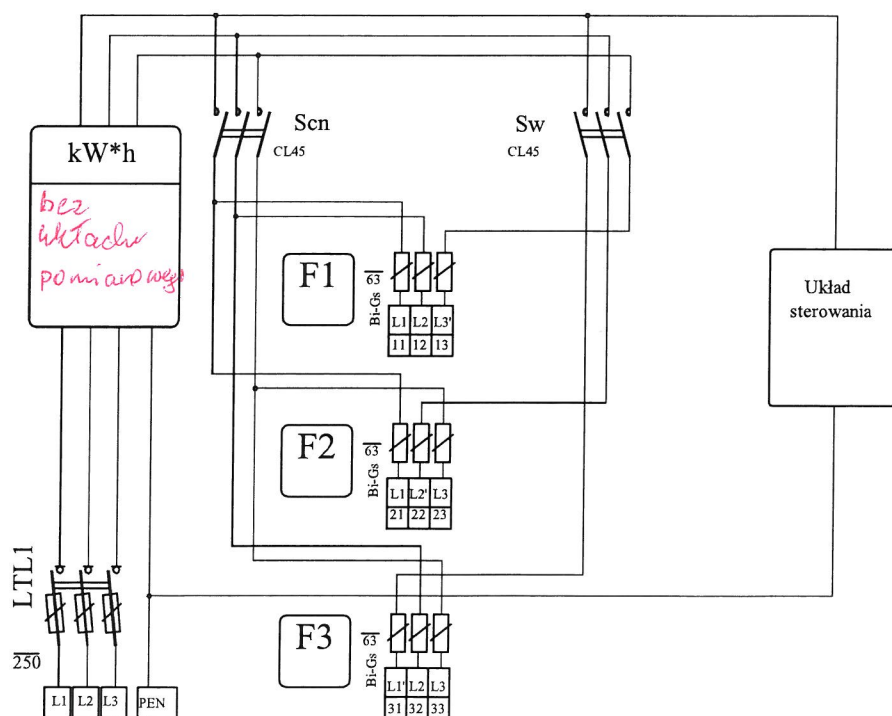 Scn
CL45
Sw
CL45
kW*h
bez
układu
pomiarowego
F1
63
Bi-Gs
L1 L2 L3'
11 12 13
Układ
sterowania
F2
63
Bi-Gs
L1 L2' L3
21 22 23
LTL1
250
F3
63
Bi-Gs
L1' L2 L3
31 32 33
L1 L2 L3 PEN